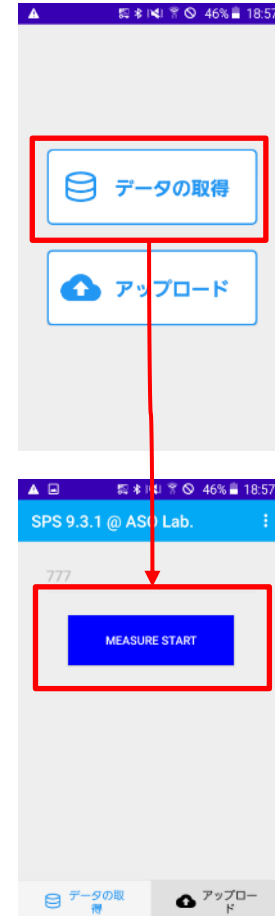 46% 18:57
データの取得
アップロード
46% 18:57
SPS 9.3.1 @ ASO Lab.
777
MEASURE START
データの取
得
アップロー
ド